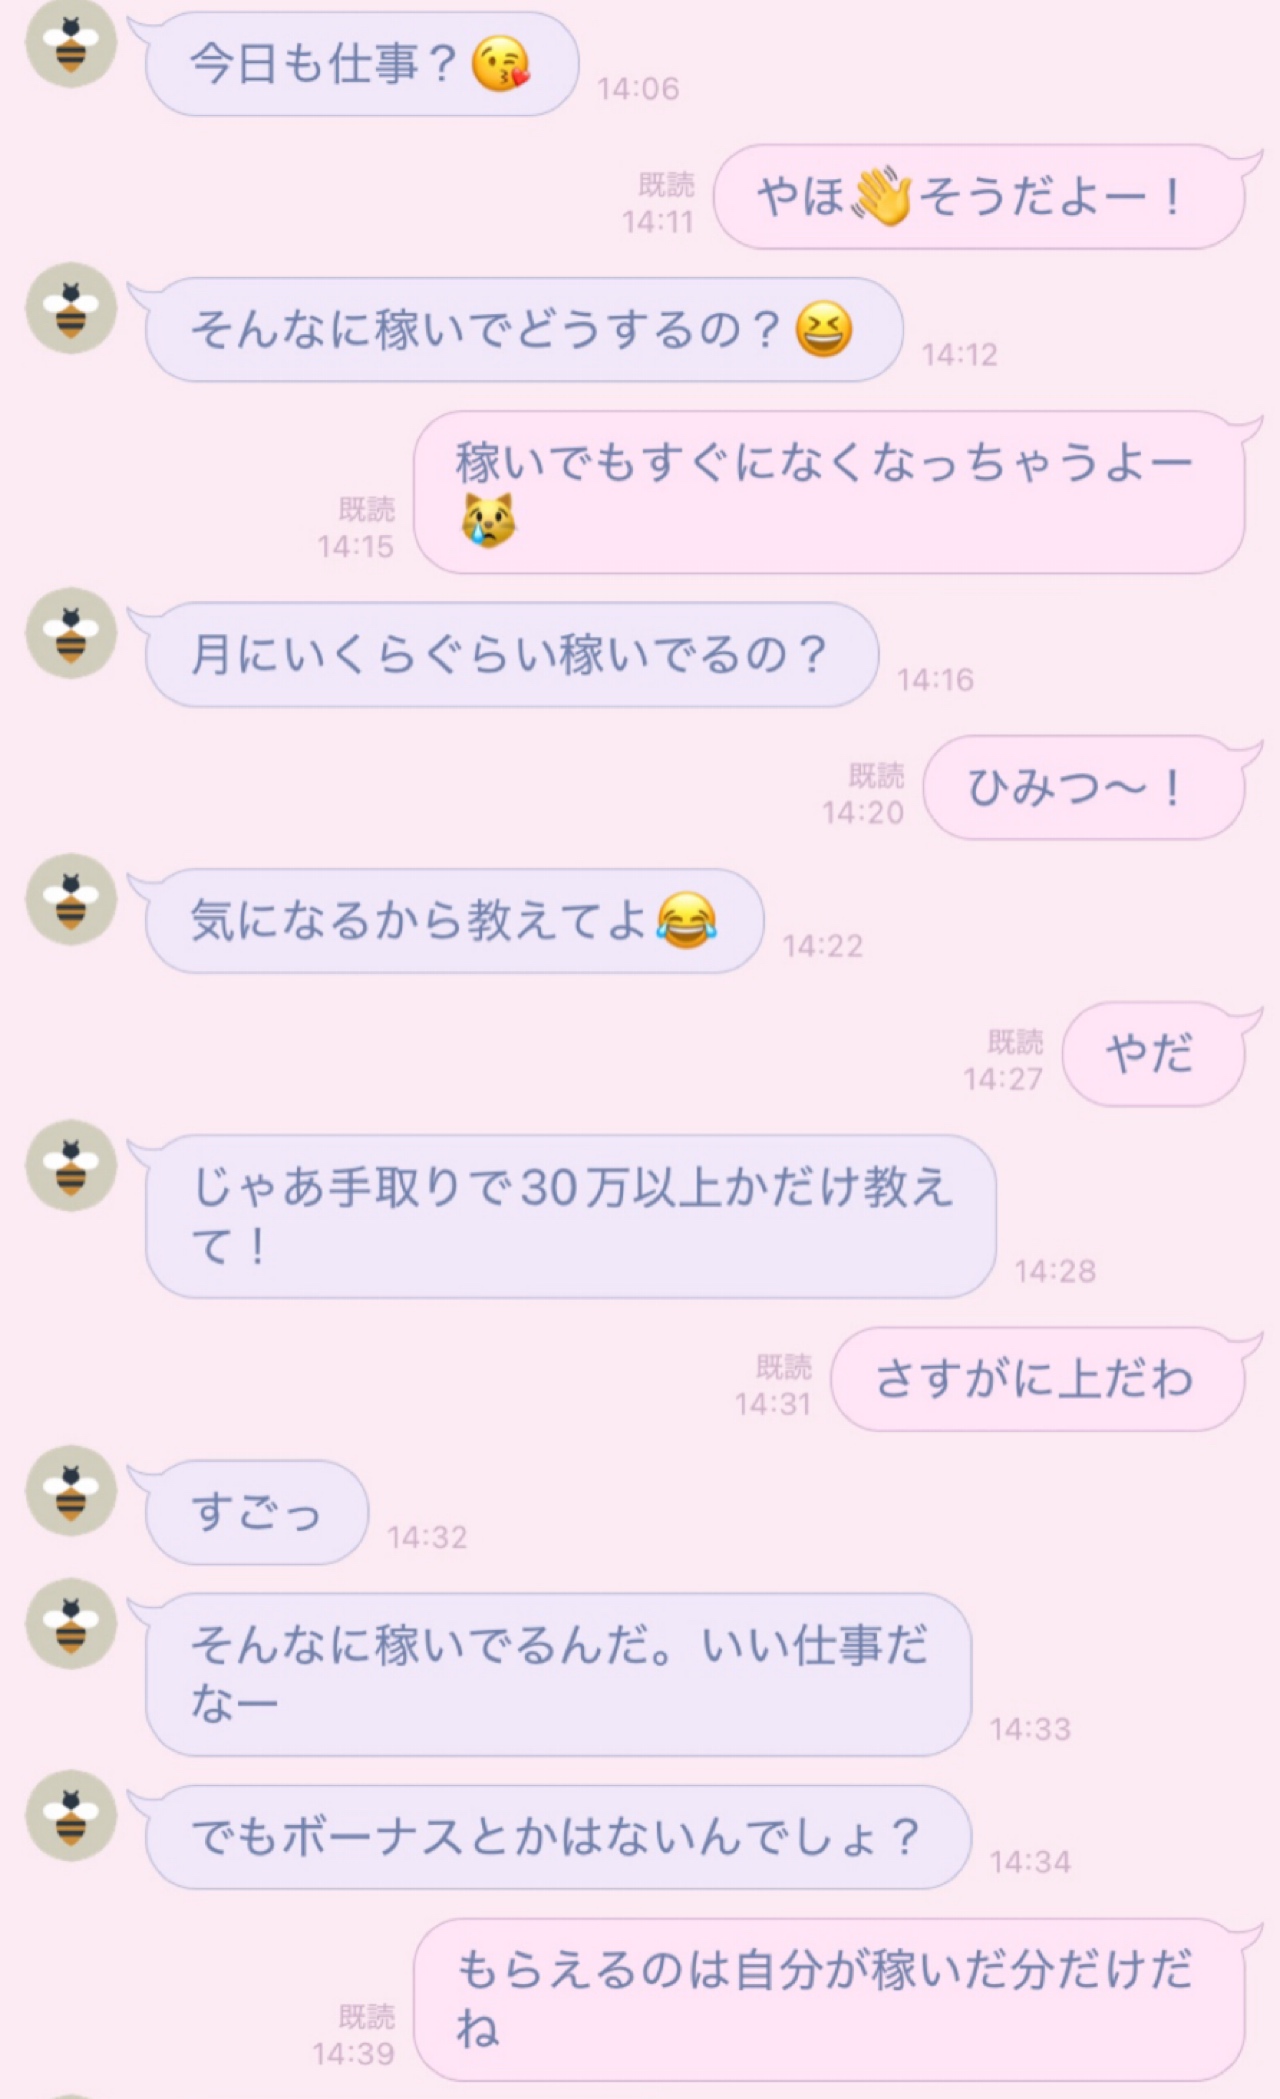 今日も仕事？😘
14:06
既読
14:11
やほ👋そうだよー！
そんなに稼いでどうするの？😆
14:12
稼いでもすぐになくなっちゃうよー
😿
既読
14:15
月にいくらぐらい稼いでるの？
14:16
既読
14:20
ひみつ〜！
気になるから教えてよ😂
14:22
既読
14:27
やだ
じゃあ手取りで30万以上かだけ教え
て！
14:28
既読
14:31
さすがに上だわ
すごっ
14:32
そんなに稼いでるんだ。いい仕事だ
なー
14:33
でもボーナスとかはないんでしょ？
14:34
もらえるのは自分が稼いだ分だけだ
ね
既読
14:39